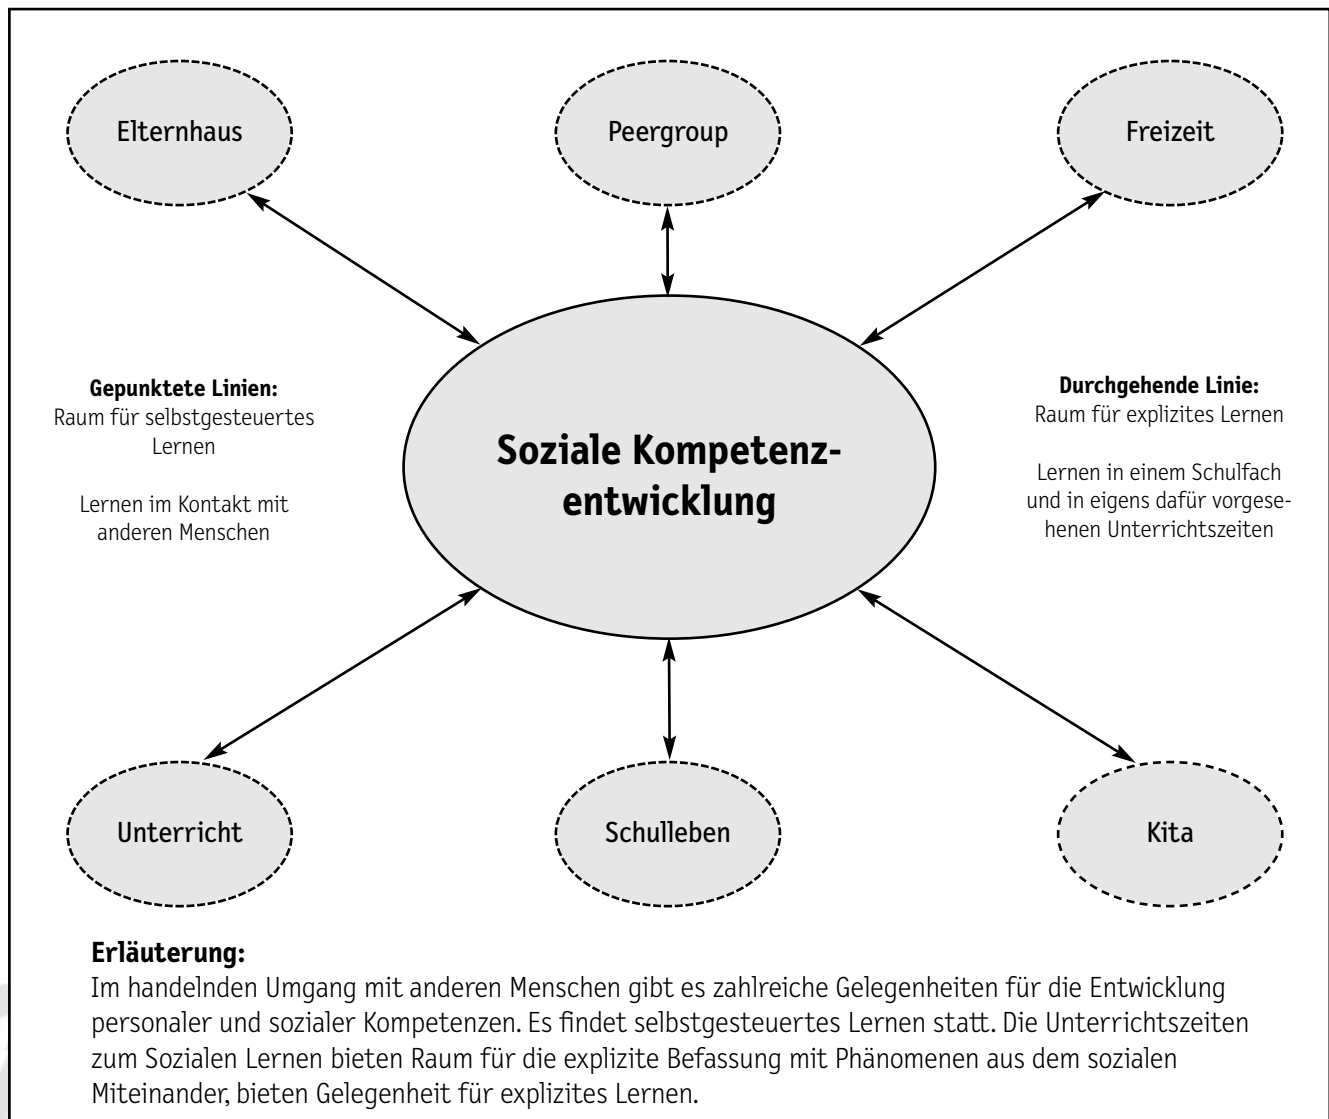 Elternhaus
Peergroup
Freizeit
Gepunktete Linien:
Raum für selbstgesteuertes
Lernen
Lernen im Kontakt mit
anderen Menschen
Soziale Kompetenz-
entwicklung
Durchgehende Linie:
Raum für explizites Lernen
Lernen in einem Schulfach
und in eigens dafür vorgese-
henen Unterrichtszeiten
Unterricht
Schulleben
Kita
Erläuterung:
Im handelnden Umgang mit anderen Menschen gibt es zahlreiche Gelegenheiten für die Entwicklung
personaler und sozialer Kompetenzen. Es findet selbstgesteuertes Lernen statt. Die Unterrichtszeiten
zum Sozialen Lernen bieten Raum für die explizite Befassung mit Phänomenen aus dem sozialen
Miteinander, bieten Gelegenheit für explizites Lernen.